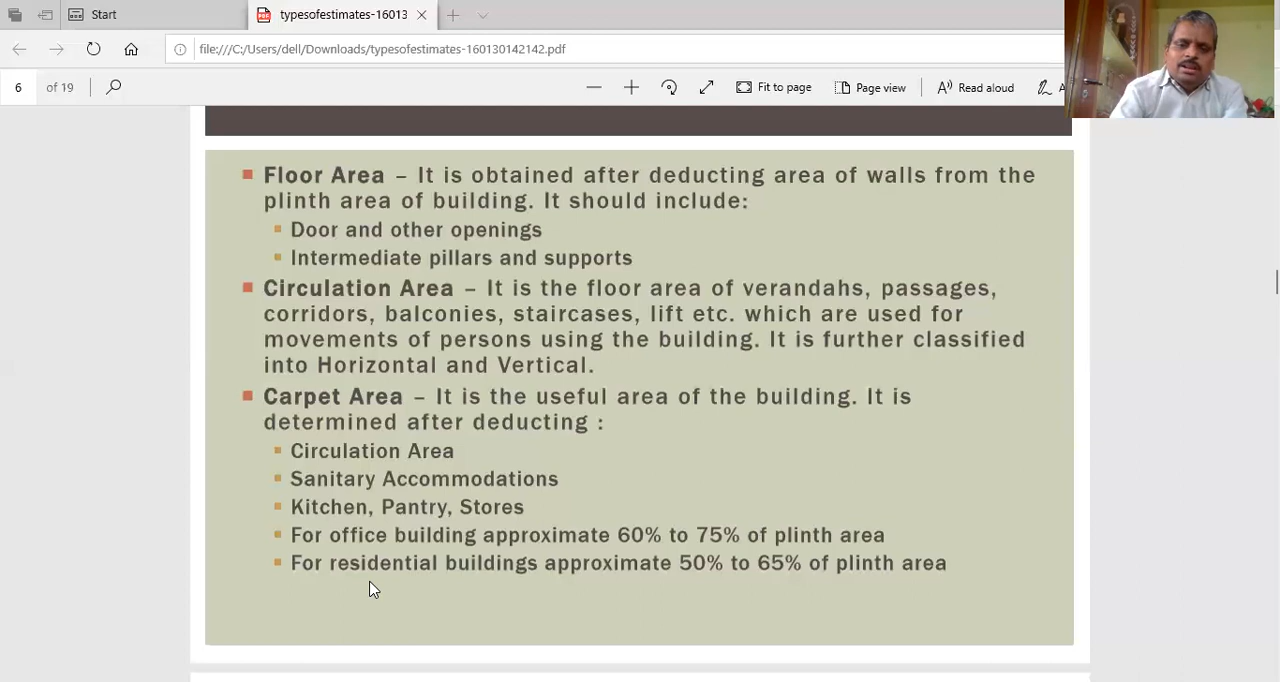 Start
typesofestimates-16013
file:///C:/Users/dell/Downloads/typesofestimates-160130142142.pdf
6 of 19
Fit to page
Page view
Read aloud
Floor Area – It is obtained after deducting area of walls from the
plinth area of building. It should include:
Door and other openings
Intermediate pillars and supports
Circulation Area – It is the floor area of verandahs, passages,
corridors, balconies, staircases, lift etc. which are used for
movements of persons using the building. It is further classified
into Horizontal and Vertical.
Carpet Area – It is the useful area of the building. It is
determined after deducting :
Circulation Area
Sanitary Accommodations
Kitchen, Pantry, Stores
For office building approximate 60% to 75% of plinth area
For residential buildings approximate 50% to 65% of plinth area